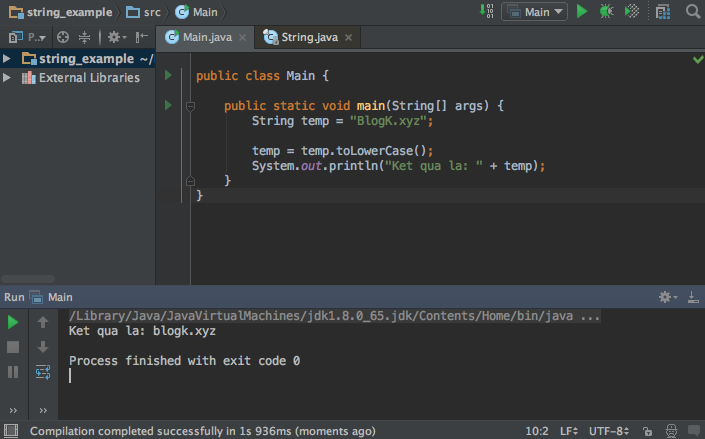 string_example src Main
Main
Main.java String.java
P..
string_example ~/
External Libraries
public class Main {
public static void main(String[] args) {
String temp = "BlogK.xyz";
temp = temp.toLowerCase();
System.out.println("Ket qua la: " + temp);
}
}
Run Main
/Library/Java/JavaVirtualMachines/jdk1.8.0_65.jdk/Contents/Home/bin/java ...
Ket qua la: blogk.xyz
Process finished with exit code 0
Compilation completed successfully in 1s 936ms (moments ago) 10:2 LF UTF-8